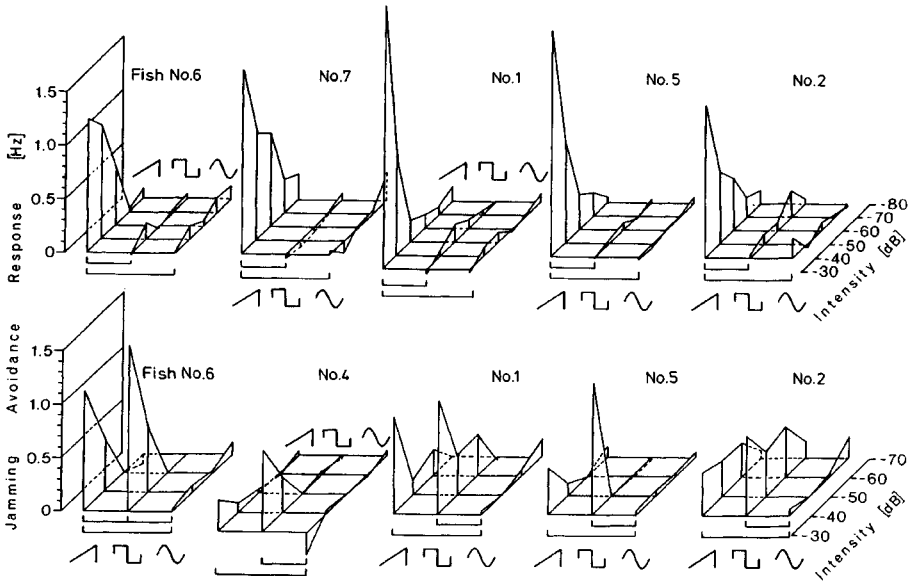 Fish No.6
No.7
No.1
No.5
No.2
1.5
1.0
0.5
0
-80
-70
-60
-50
-40
-30
Intensity [dB]
Fish No.6
No.4
No.1
No.5
No.2
1.5
1.0
0.5
0
-70
-60
-50
-40
-30
Intensity [dB]
Jamming Avoidance Response [Hz]